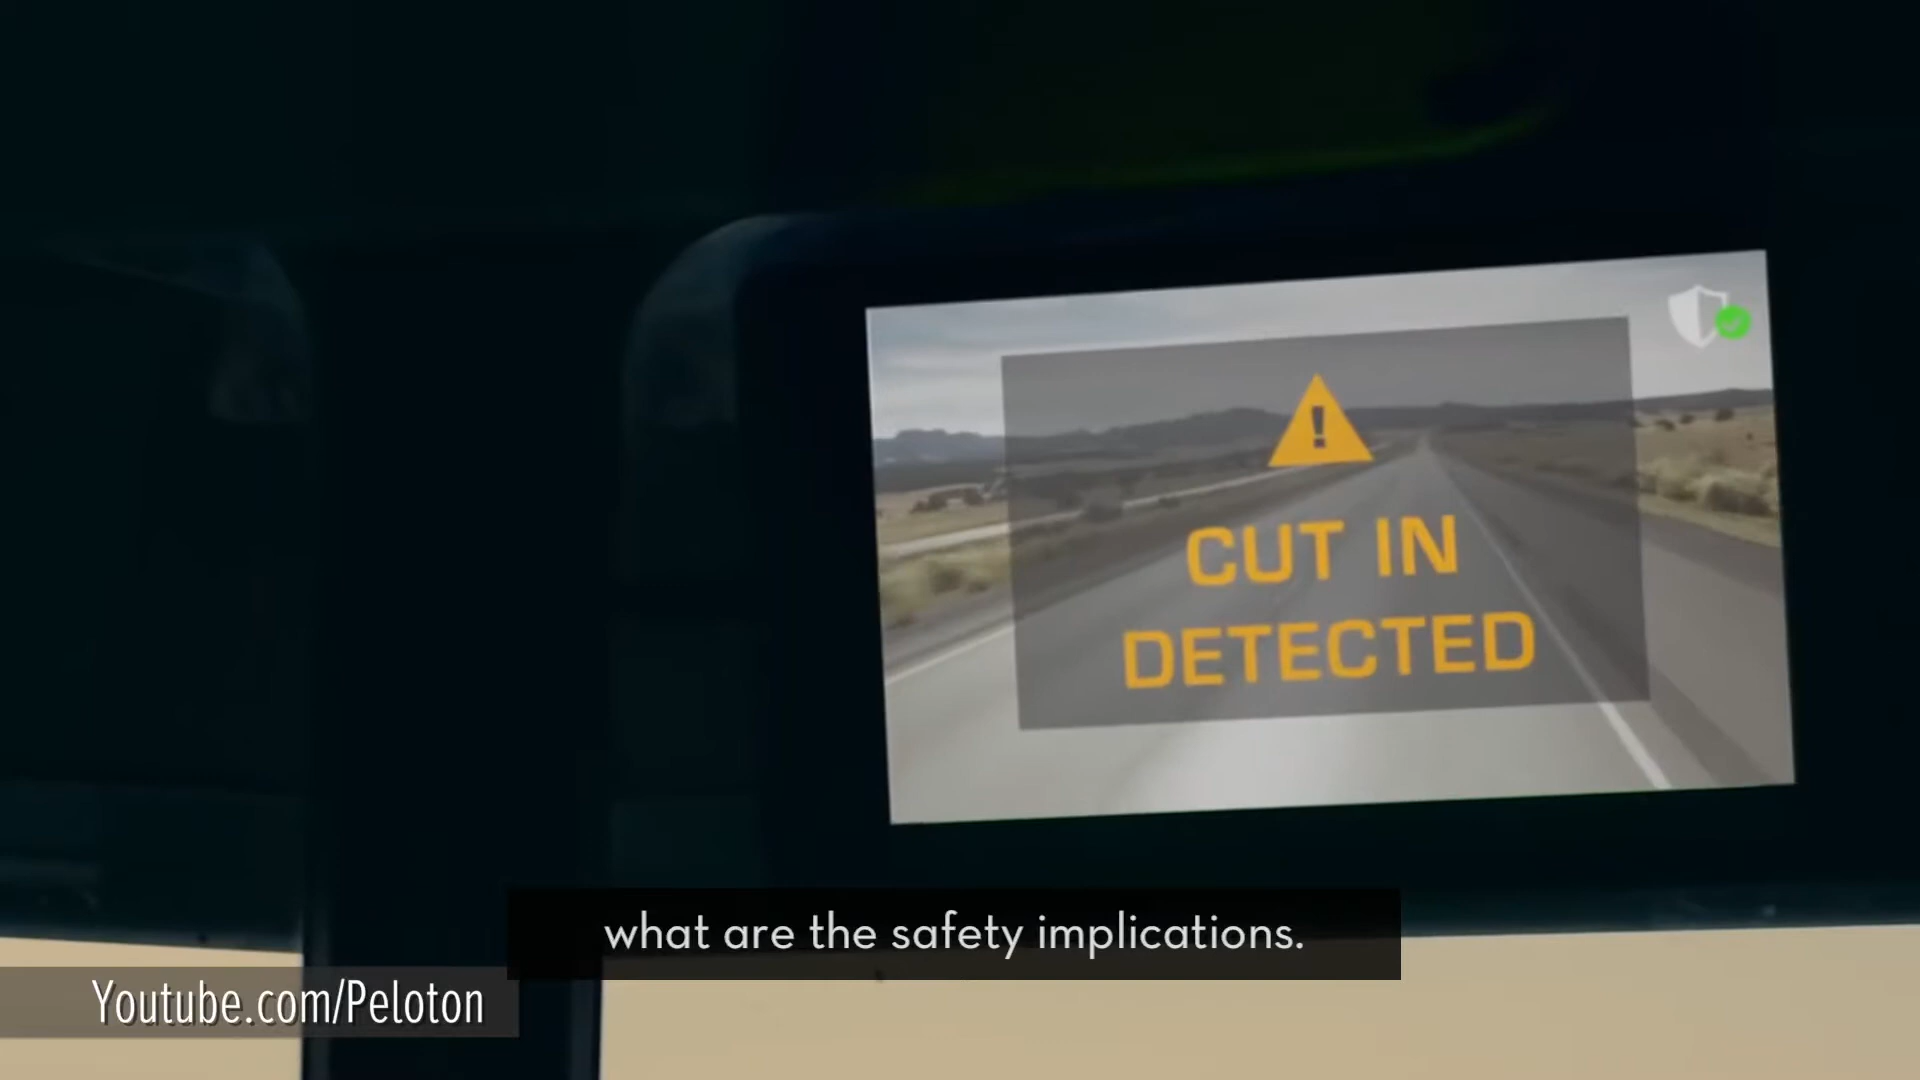 CUT IN
DETECTED
what are the safety implications.
Youtube.com/Peloton